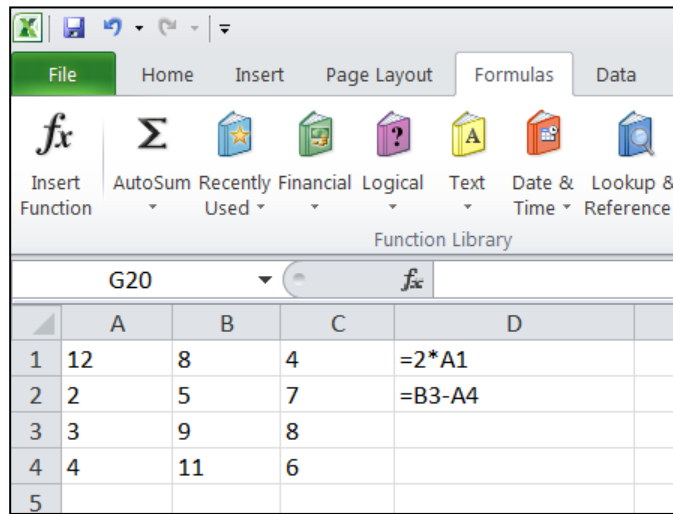 File Home Insert Page Layout Formulas Data
fx Σ ? A
Insert AutoSum Recently Financial Logical Text Date & Lookup &
Function Used Time Reference
Function Library
G20 fx
A B C D
1 12 8 4 =2*A1
2 2 5 7 =B3-A4
3 3 9 8
4 4 11 6
5